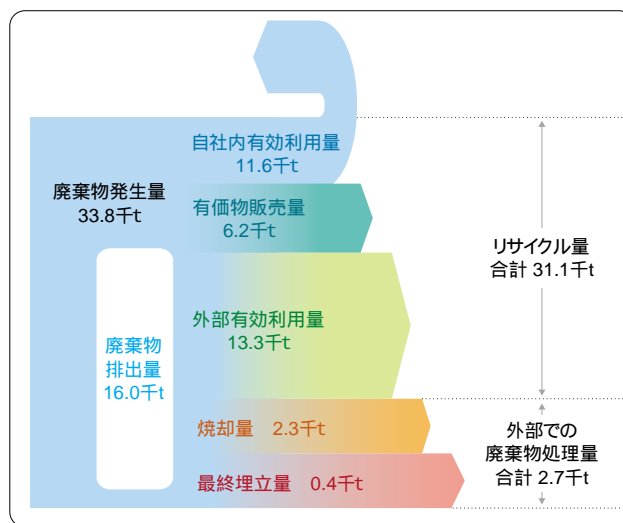 自社内有効利用量
11.6千t
廃棄物発生量
33.8千t
有価物販売量
6.2千t
リサイクル量
合計 31.1千t
外部有効利用量
13.3千t
廃棄物
排出量
16.0千t
焼却量 2.3千t
外部での
廃棄物処理量
合計 2.7千t
最終埋立量 0.4千t